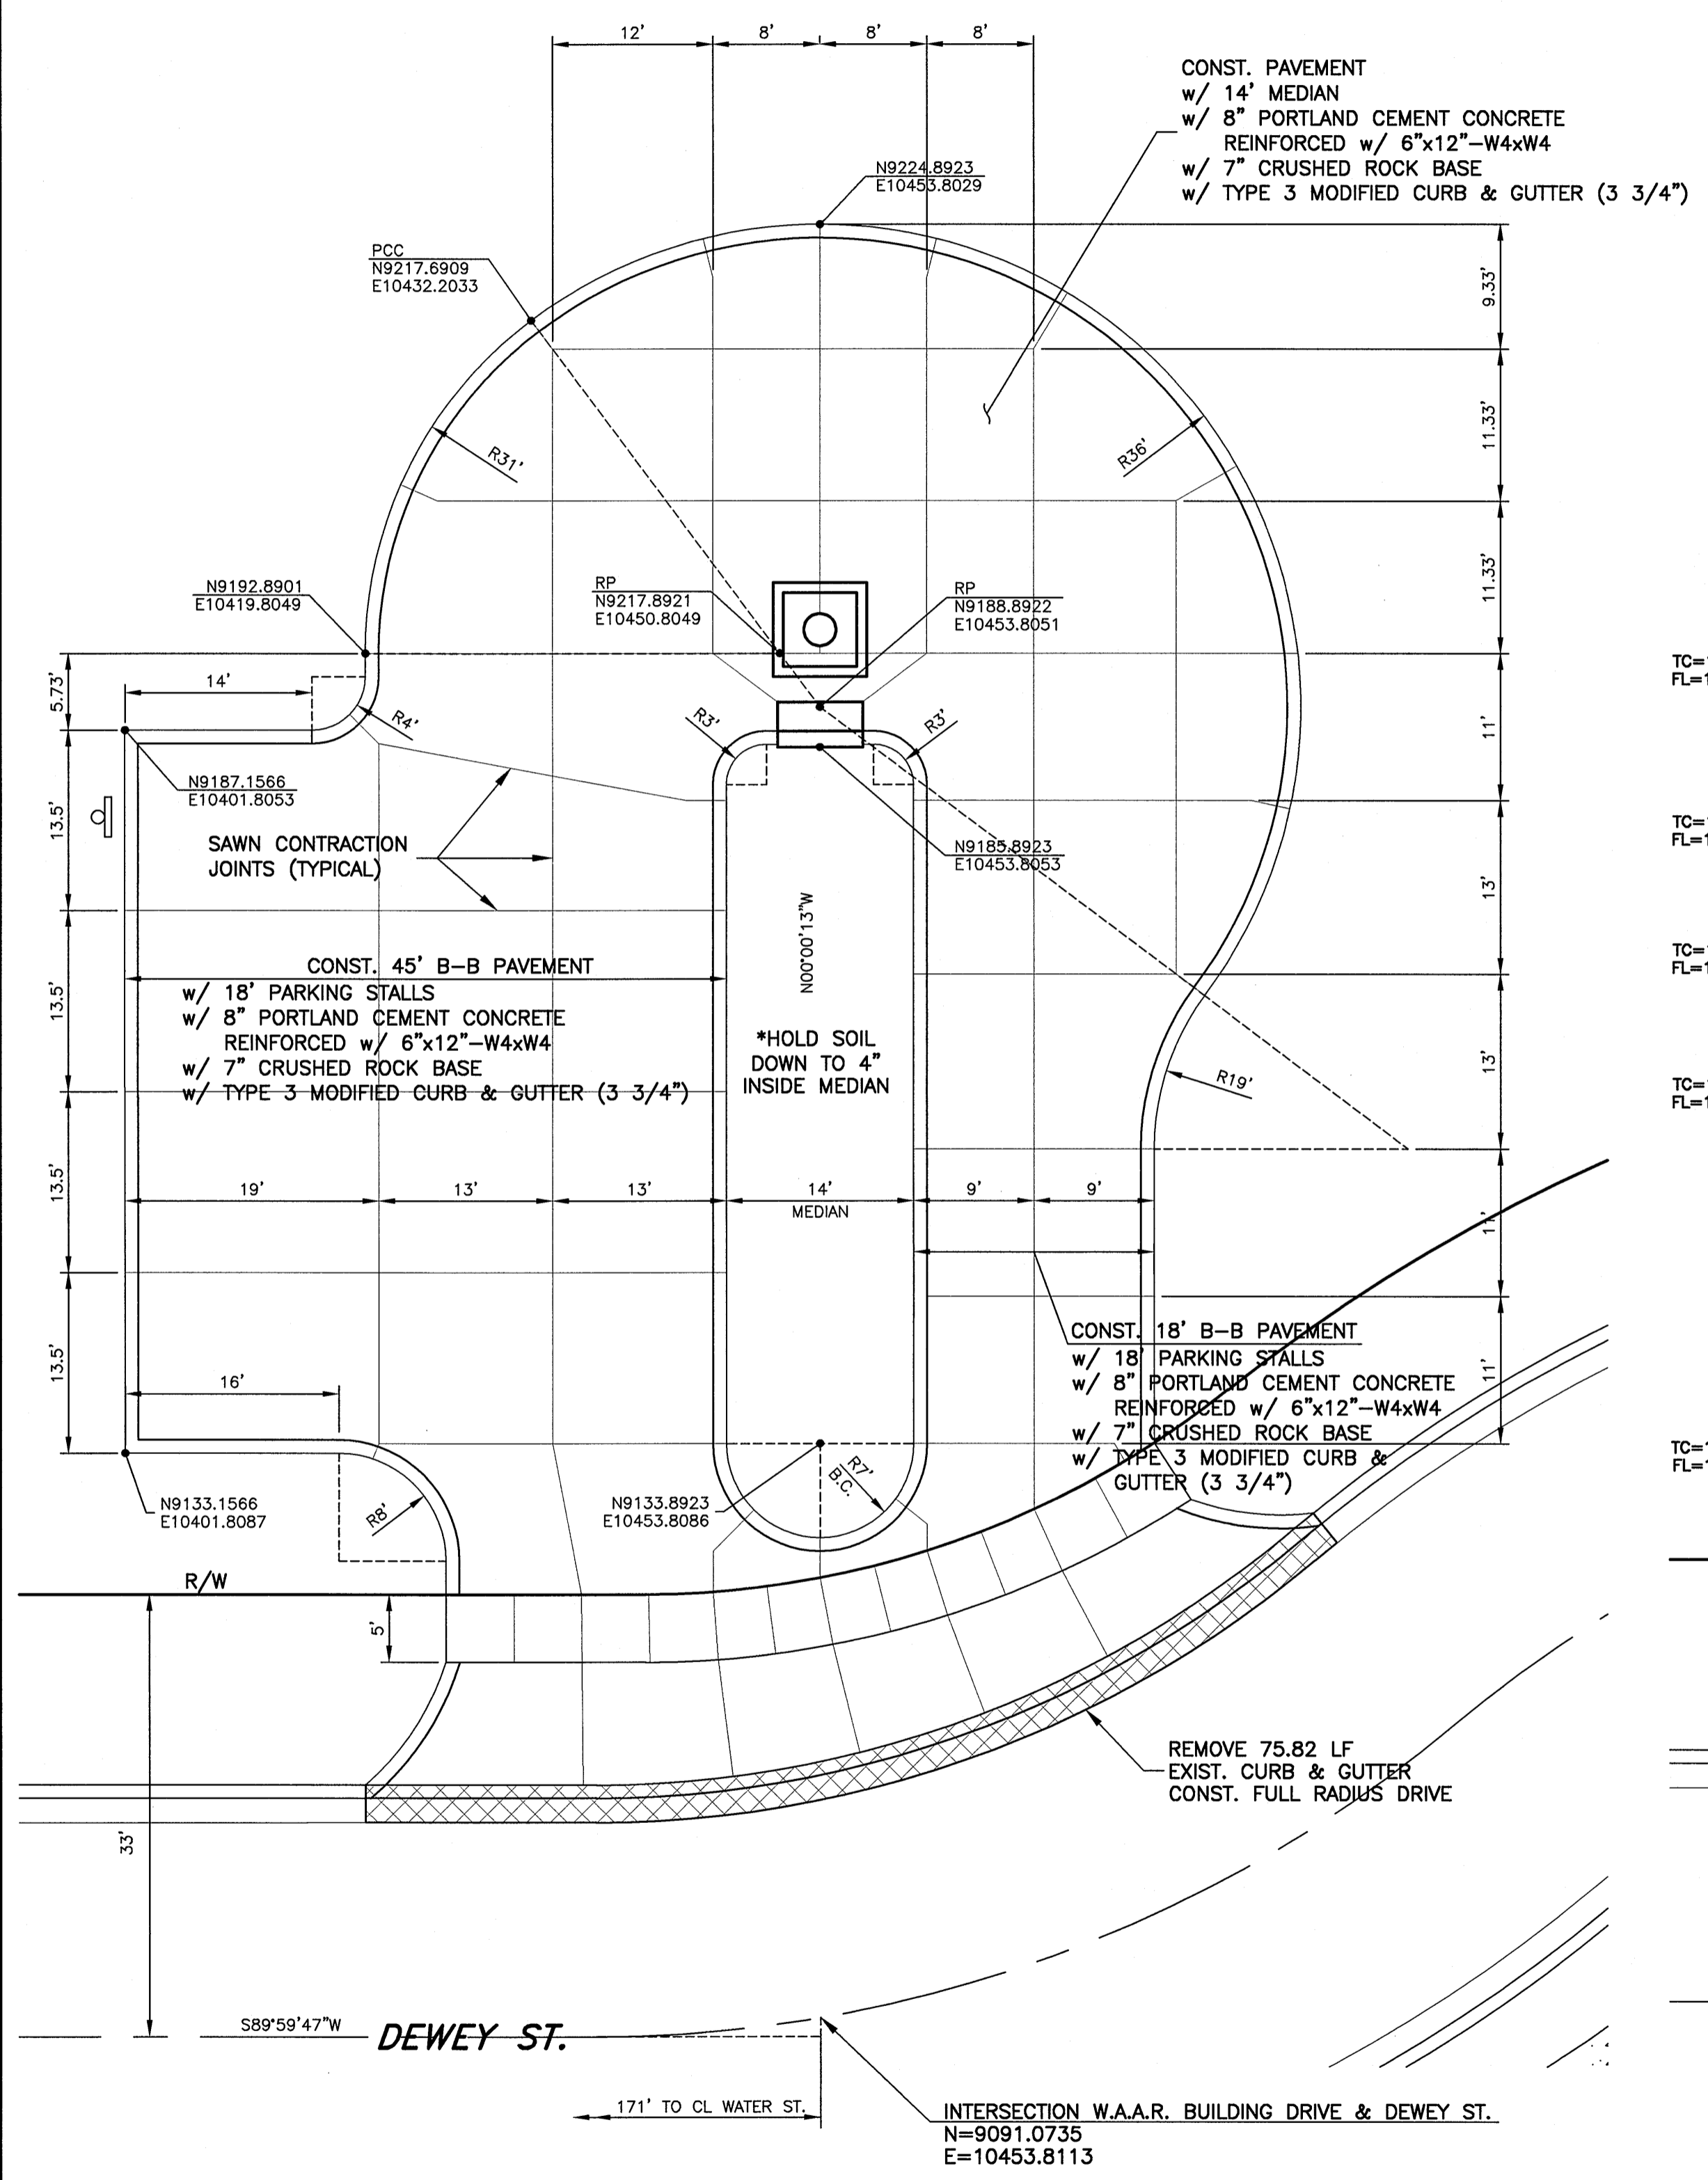 12'
8'
8'
8'
CONST. PAVEMENT
w/ 14' MEDIAN
w/ 8" PORTLAND CEMENT CONCRETE
REINFORCED w/ 6"x12"-W4xW4
w/ 7" CRUSHED ROCK BASE
w/ TYPE 3 MODIFIED CURB & GUTTER (3 3/4")
N9224.8923
E10453.8029
PCC
N9217.6909
E10432.2033
9.33'
11.33'
11.33'
11'
13'
13'
11'
11'
R31'
R36'
N9192.8901
E10419.8049
RP
N9217.8921
E10450.8049
RP
N9188.8922
E10453.8051
5.73'
14'
R4'
R3'
R3'
N9187.1566
E10401.8053
13.5'
13.5'
13.5'
13.5'
SAWN CONTRACTION
JOINTS (TYPICAL)
N9185.8923
E10453.8053
N00°00'13"W
CONST. 45' B-B PAVEMENT
w/ 18' PARKING STALLS
w/ 8" PORTLAND CEMENT CONCRETE
REINFORCED w/ 6"x12"-W4xW4
w/ 7" CRUSHED ROCK BASE
w/ TYPE 3 MODIFIED CURB & GUTTER (3 3/4")
*HOLD SOIL
DOWN TO 4"
INSIDE MEDIAN
R19'
19'
13'
13'
14'
MEDIAN
9'
9'
CONST. 18' B-B PAVEMENT
w/ 18' PARKING STALLS
w/ 8" PORTLAND CEMENT CONCRETE
REINFORCED w/ 6"x12"-W4xW4
w/ 7" CRUSHED ROCK BASE
w/ TYPE 3 MODIFIED CURB &
GUTTER (3 3/4")
16'
N9133.1566
E10401.8087
R8'
N9133.8923
E10453.8086
R7'
B.C.
R/W
5'
33'
REMOVE 75.82 LF
EXIST. CURB & GUTTER
CONST. FULL RADIUS DRIVE
S89°59'47"W
DEWEY ST.
171' TO CL WATER ST.
INTERSECTION W.A.A.R. BUILDING DRIVE & DEWEY ST.
N=9091.0735
E=10453.8113
TC=
FL=
TC=
FL=
TC=
FL=
TC=
FL=
TC=
FL=